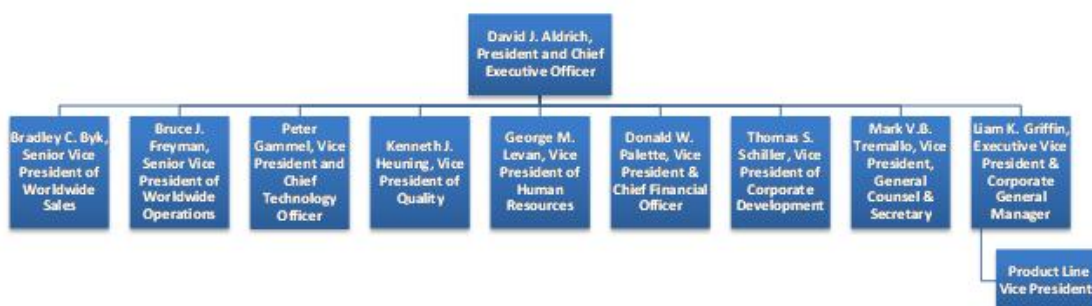 David J. Aldrich,
President and Chief
Executive Officer
Bradley C. Byk,
Senior Vice
President of
Worldwide
Sales
Bruce J.
Freyman,
Senior Vice
President of
Worldwide
Operations
Peter
Gammel, Vice
President and
Chief
Technology
Officer
Kenneth J.
Heuring, Vice
President of
Quality
George M.
Levan, Vice
President of
Human
Resources
Donald W.
Palette, Vice
President &
Chief Financial
Officer
Thomas S.
Schiller, Vice
President of
Corporate
Development
Mark V.B.
Tremallo, Vice
President,
General
Counsel &
Secretary
Liam K. Griffin,
Executive Vice
President &
Corporate
General
Manager
Product Line
Vice President